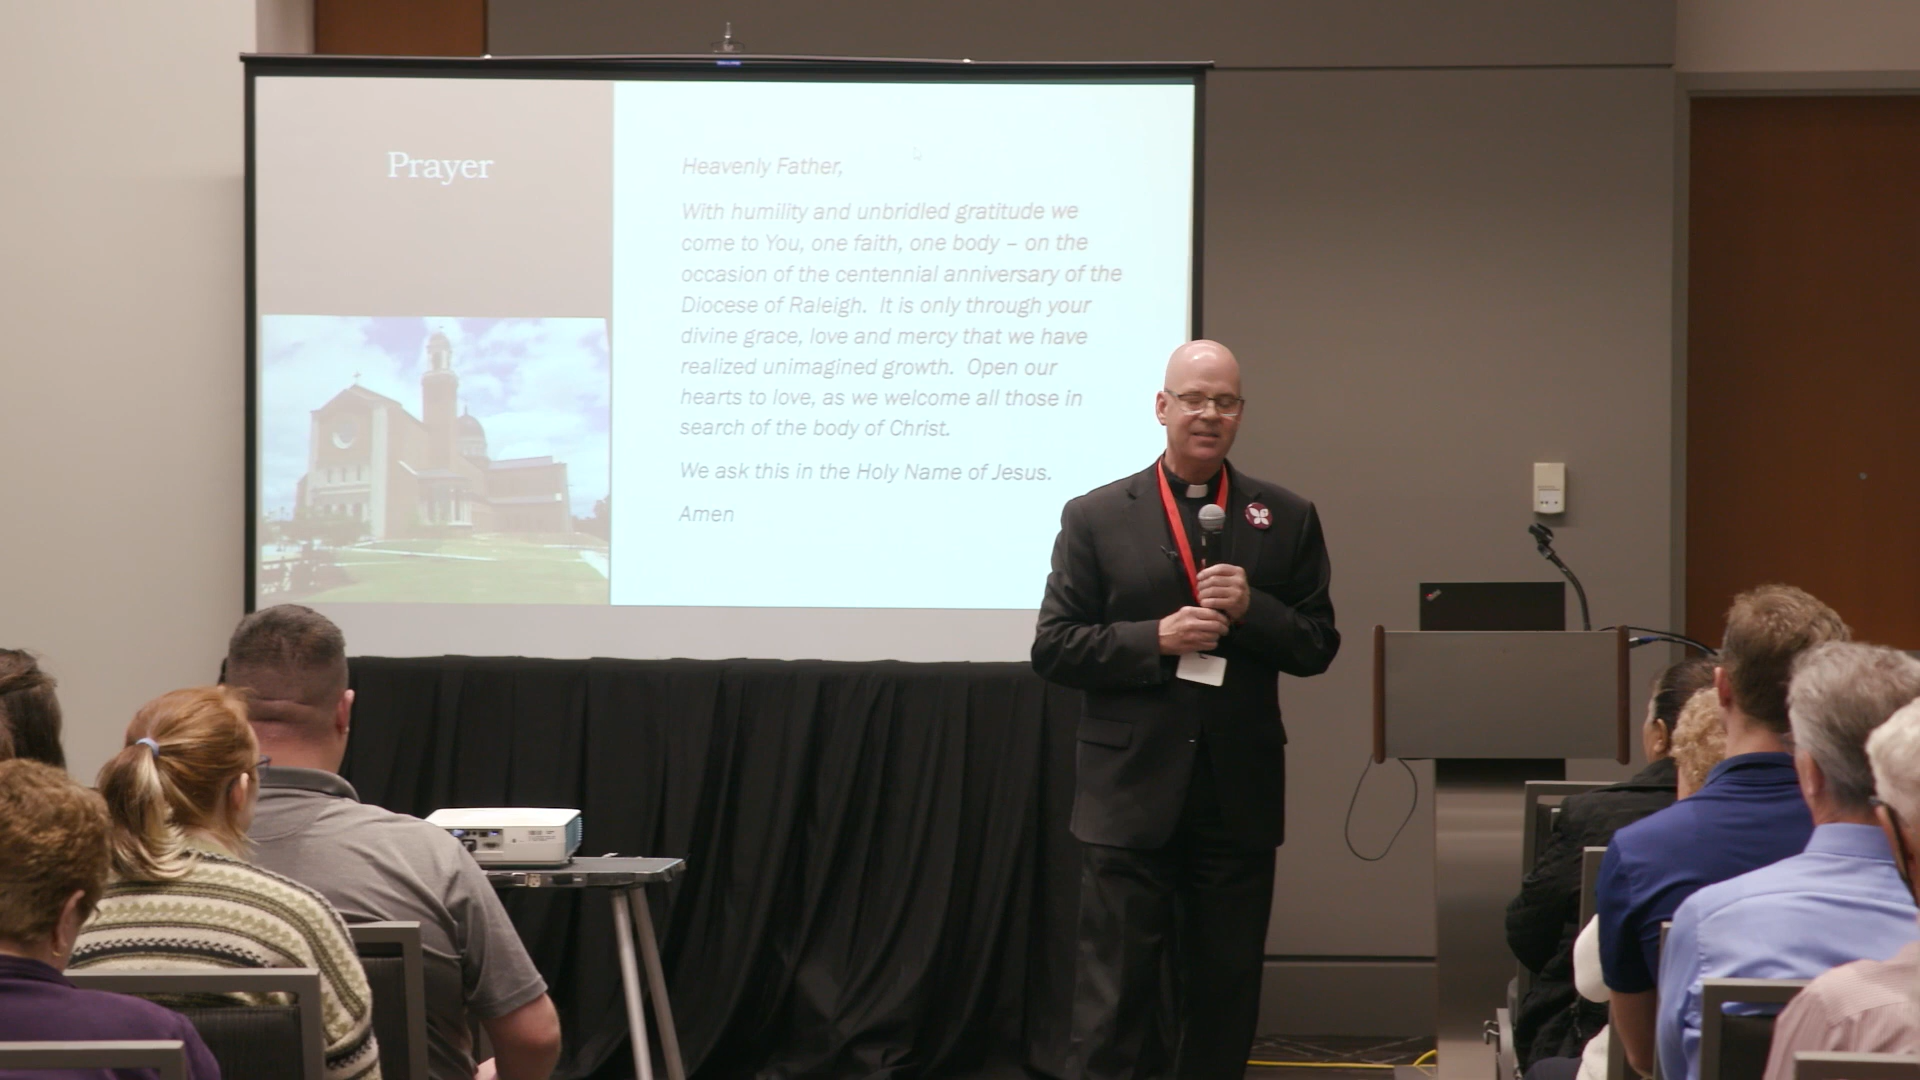 Prayer
Heavenly Father,
With humility and unbridled gratitude we
come to You, one faith, one body – on the
occasion of the centennial anniversary of the
Diocese of Raleigh.  It is only through your
divine grace, love and mercy that we have
realized unimagined growth.  Open our
hearts to love, as we welcome all those in
search of the body of Christ.
We ask this in the Holy Name of Jesus.
Amen